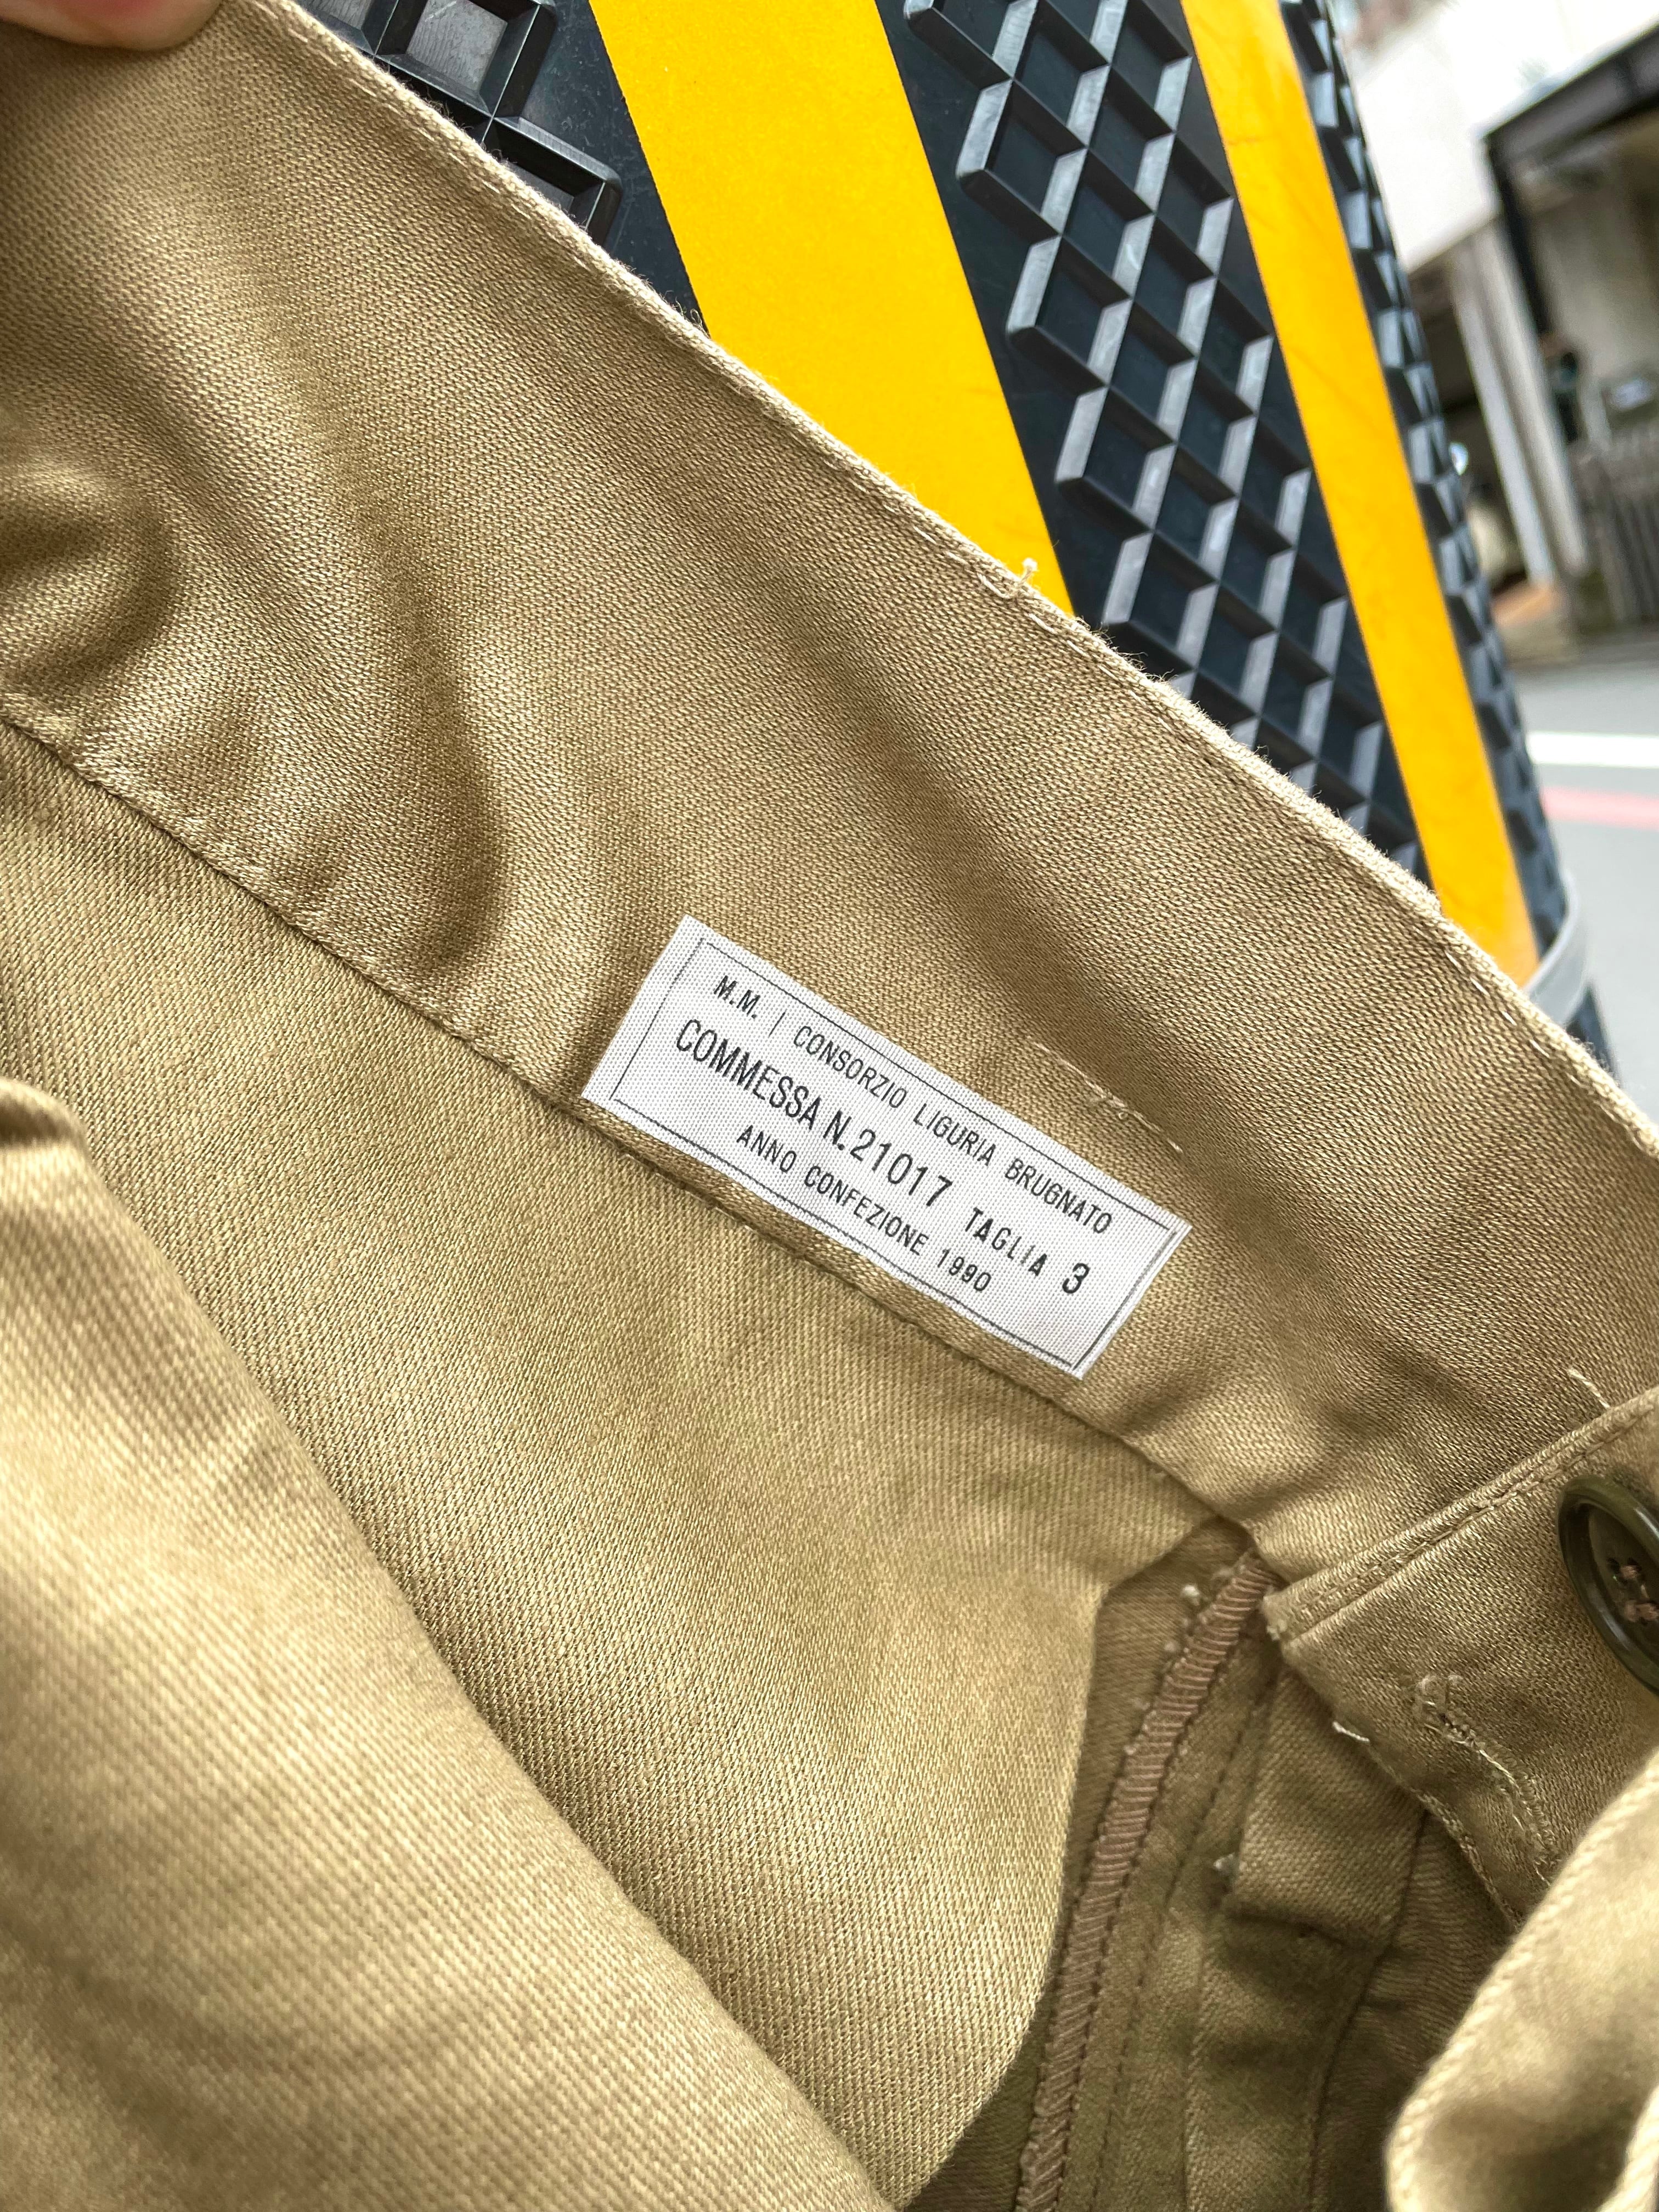 M.M. | CONSORZIO LIGURIA BRUGNATO
COMMESSA N.21017 TAGLIA 3
ANNO CONFEZIONE 1990